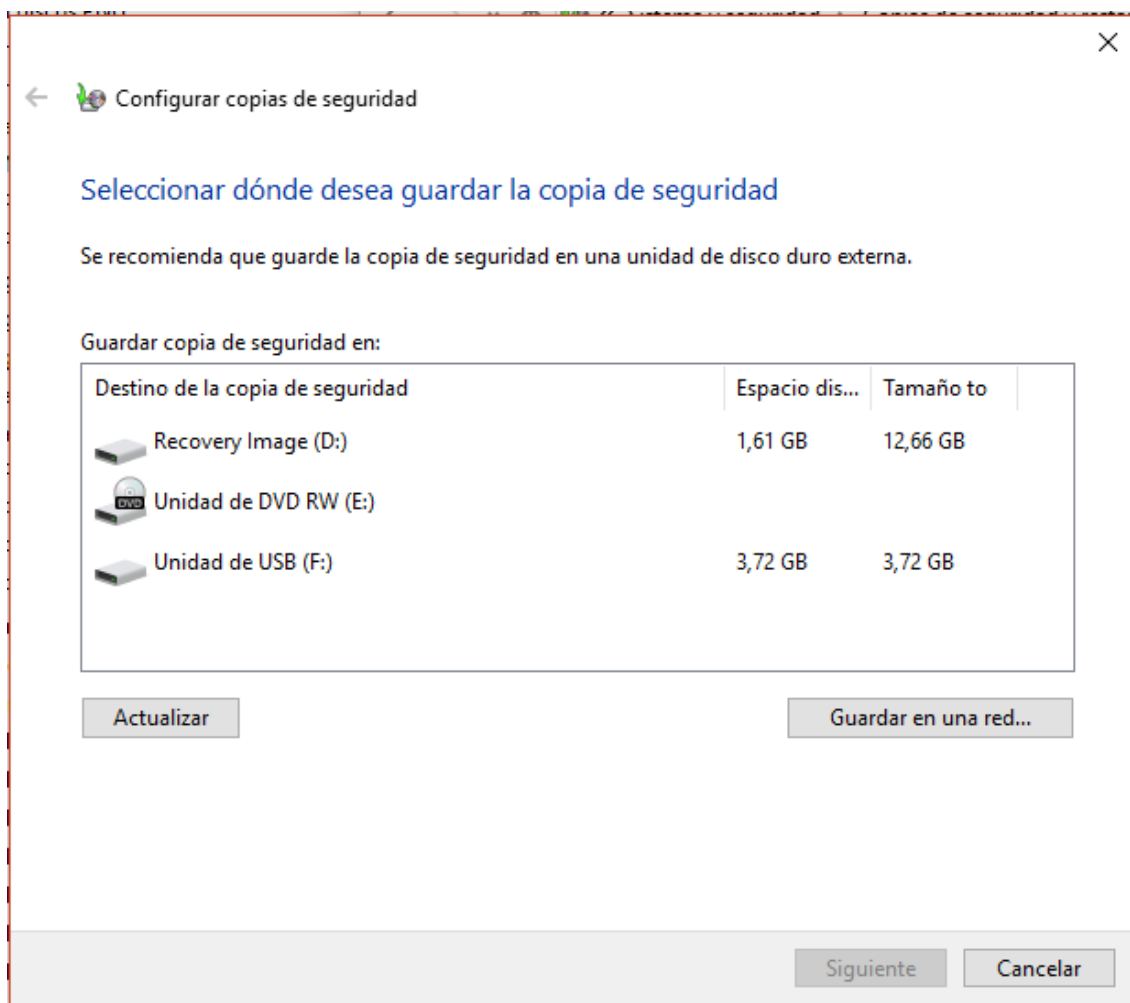 Configurar copias de seguridad
Seleccionar dónde desea guardar la copia de seguridad
Se recomienda que guarde la copia de seguridad en una unidad de disco duro externa.
Guardar copia de seguridad en:
Destino de la copia de seguridad Espacio dis... Tamaño to
Recovery Image (D:) 1,61 GB 12,66 GB
DVD Unidad de DVD RW (E:)
Unidad de USB (F:) 3,72 GB 3,72 GB
Actualizar Guardar en una red...
Siguiente Cancelar